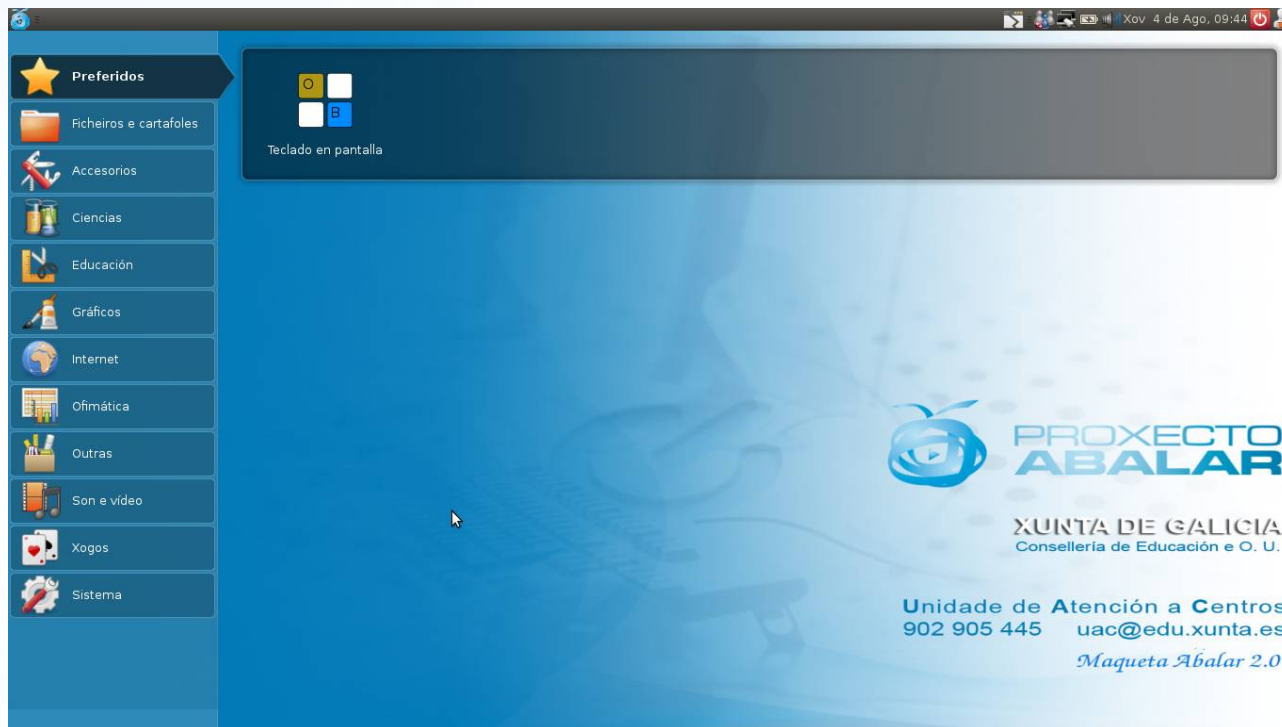 Xov 4 de Ago, 09:44
Preferidos
Ficheiros e cartafoles
Accesorios
Ciencias
Educación
Gráficos
Internet
Ofimática
Outras
Son e vídeo
Xogos
Sistema
O
B
Teclado en pantalla
PROXECTO
ABALAR
XUNTA DE GALICIA
Consellería de Educación e O. U.
Unidade de Atención a Centros
902 905 445 uac@edu.xunta.es
Maqueta Abalar 2.0